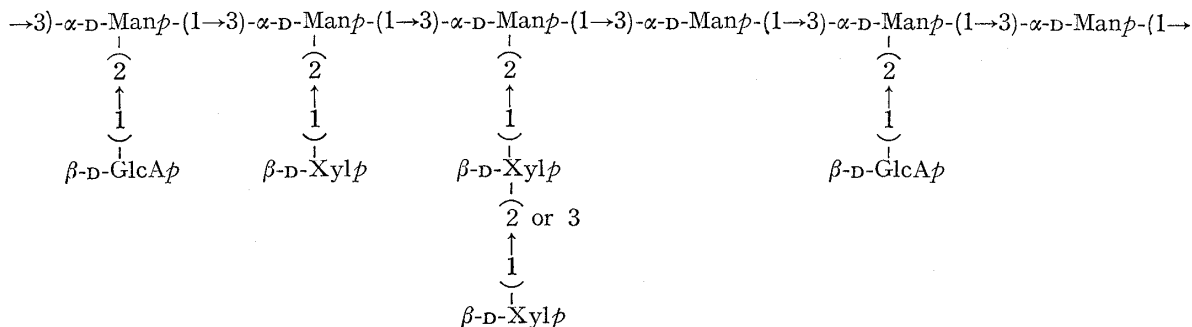 →3)-α-D-Manp-(1→3)-α-D-Manp-(1→3)-α-D-Manp-(1→3)-α-D-Manp-(1→3)-α-D-Manp-(1→3)-α-D-Manp-(1→
2 2 2 2
↑ ↑ ↑ ↑
1 1 1 1
β-D-GlcAp β-D-Xylp β-D-Xylp β-D-GlcAp
2 or 3
↑
1
β-D-Xylp